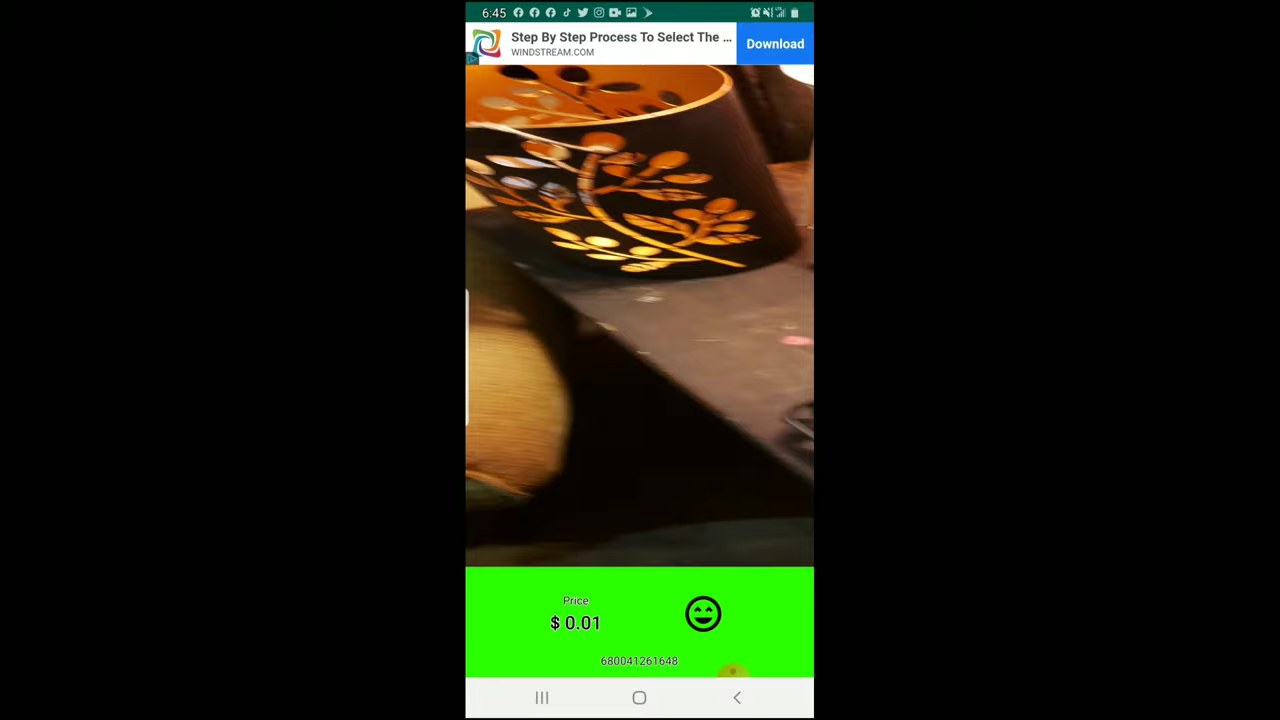 6:45
Step By Step Process To Select The ...
WINDSTREAM.COM
Download
Price
$ 0.01
680041261648